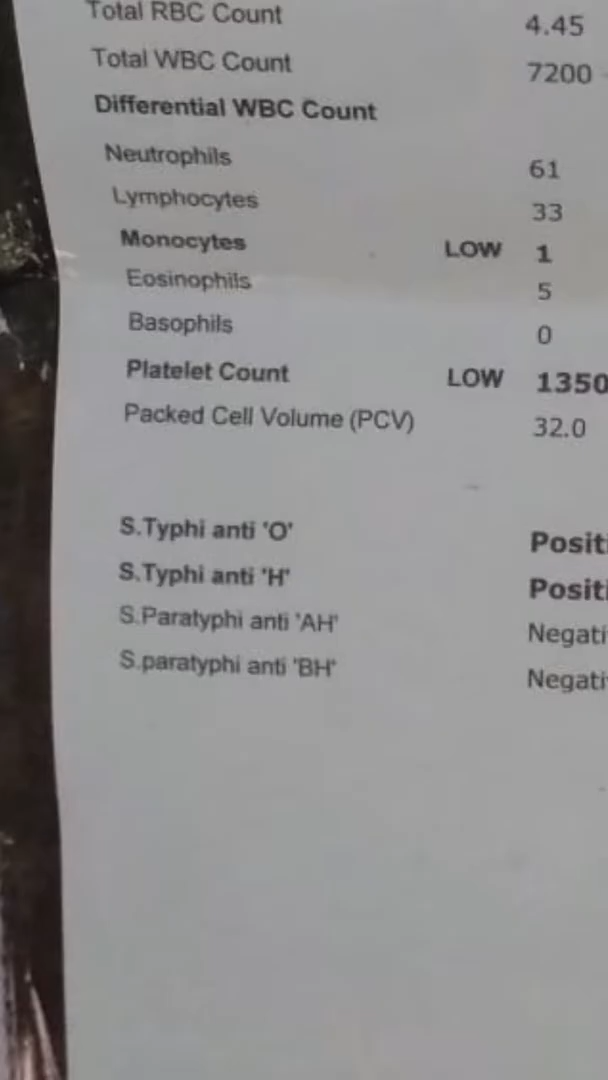 Total RBC Count 4.45
Total WBC Count 7200
Differential WBC Count
Neutrophils 61
Lymphocytes 33
Monocytes LOW 1
Eosinophils 5
Basophils 0
Platelet Count LOW 1350
Packed Cell Volume (PCV) 32.0
S.Typhi anti 'O' Positi
S.Typhi anti 'H' Positi
S.Paratyphi anti 'AH' Negati
S.paratyphi anti 'BH' Negati